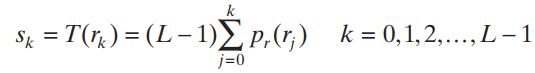 s_k = T(r_k) = (L – 1) ∑_{j=0}^{k} p_r(r_j)    k = 0,1,2,…,L – 1